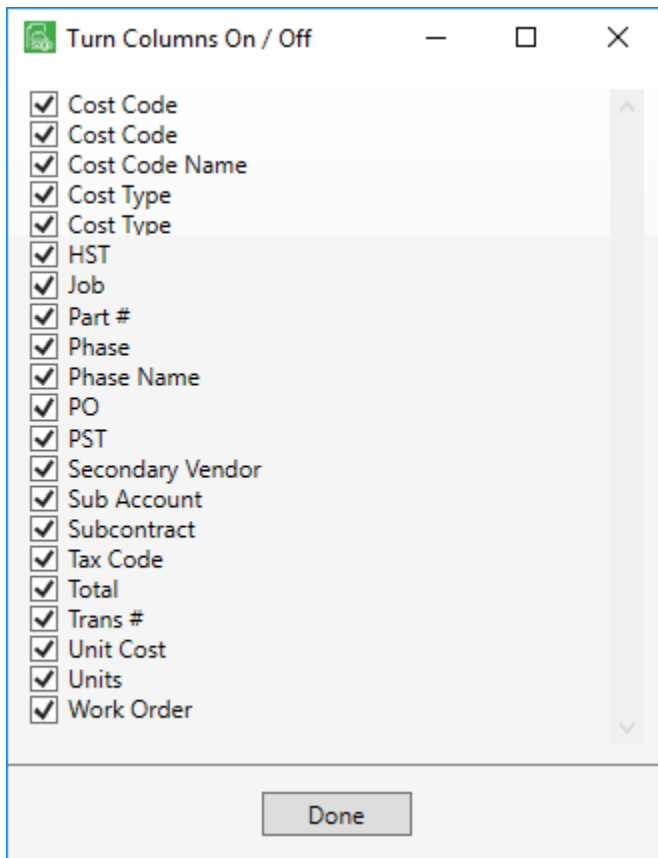 Turn Columns On / Off
Cost Code
Cost Code
Cost Code Name
Cost Type
Cost Type
HST
Job
Part #
Phase
Phase Name
PO
PST
Secondary Vendor
Sub Account
Subcontract
Tax Code
Total
Trans #
Unit Cost
Units
Work Order
Done